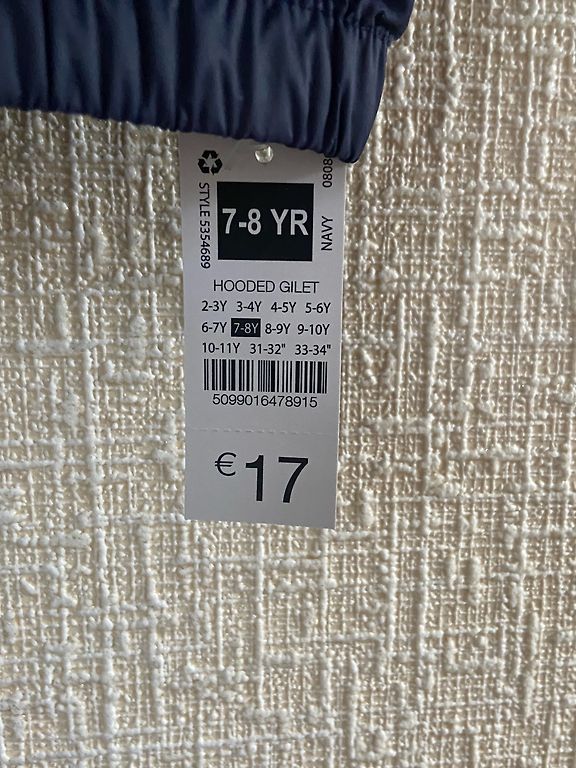 STYLE 5354689
7-8 YR
NAVY
HOODED GILET
2-3Y 3-4Y 4-5Y 5-6Y
6-7Y 7-8Y 8-9Y 9-10Y
10-11Y 31-32" 33-34"
5099016478915
€17